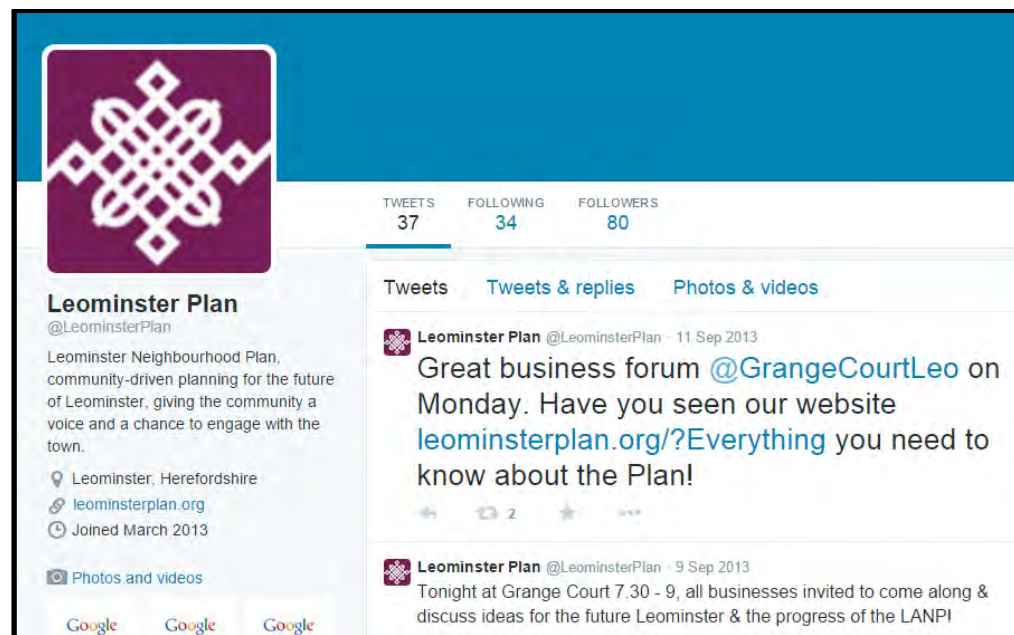 TWEETS FOLLOWING FOLLOWERS
37 34 80
Leominster Plan
@LeominsterPlan
Leominster Neighbourhood Plan,
community-driven planning for the future
of Leominster, giving the community a
voice and a chance to engage with the
town.
Leominster, Herefordshire
leominsterplan.org
Joined March 2013
Photos and videos
Google Google Google
Tweets Tweets & replies Photos & videos
Leominster Plan @LeominsterPlan · 11 Sep 2013
Great business forum @GrangeCourtLeo on
Monday. Have you seen our website
leominsterplan.org/?Everything you need to
know about the Plan!
2
Leominster Plan @LeominsterPlan · 9 Sep 2013
Tonight at Grange Court 7.30 - 9, all businesses invited to come along &
discuss ideas for the future Leominster & the progress of the LANP!